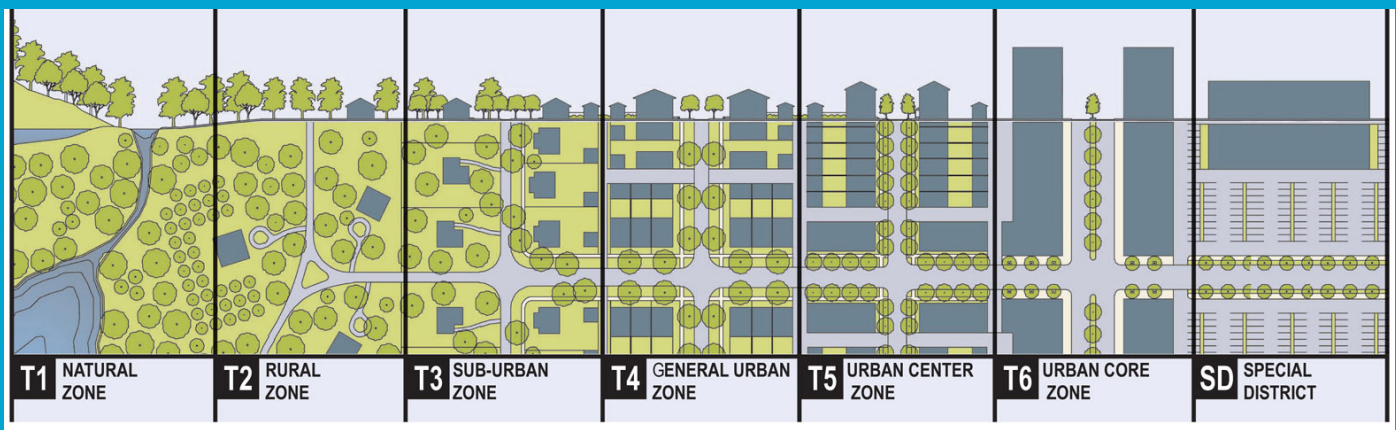 T1 NATURAL
ZONE
T2 RURAL
ZONE
T3 SUB-URBAN
ZONE
T4 GENERAL URBAN
ZONE
T5 URBAN CENTER
ZONE
T6 URBAN CORE
ZONE
SD SPECIAL
DISTRICT